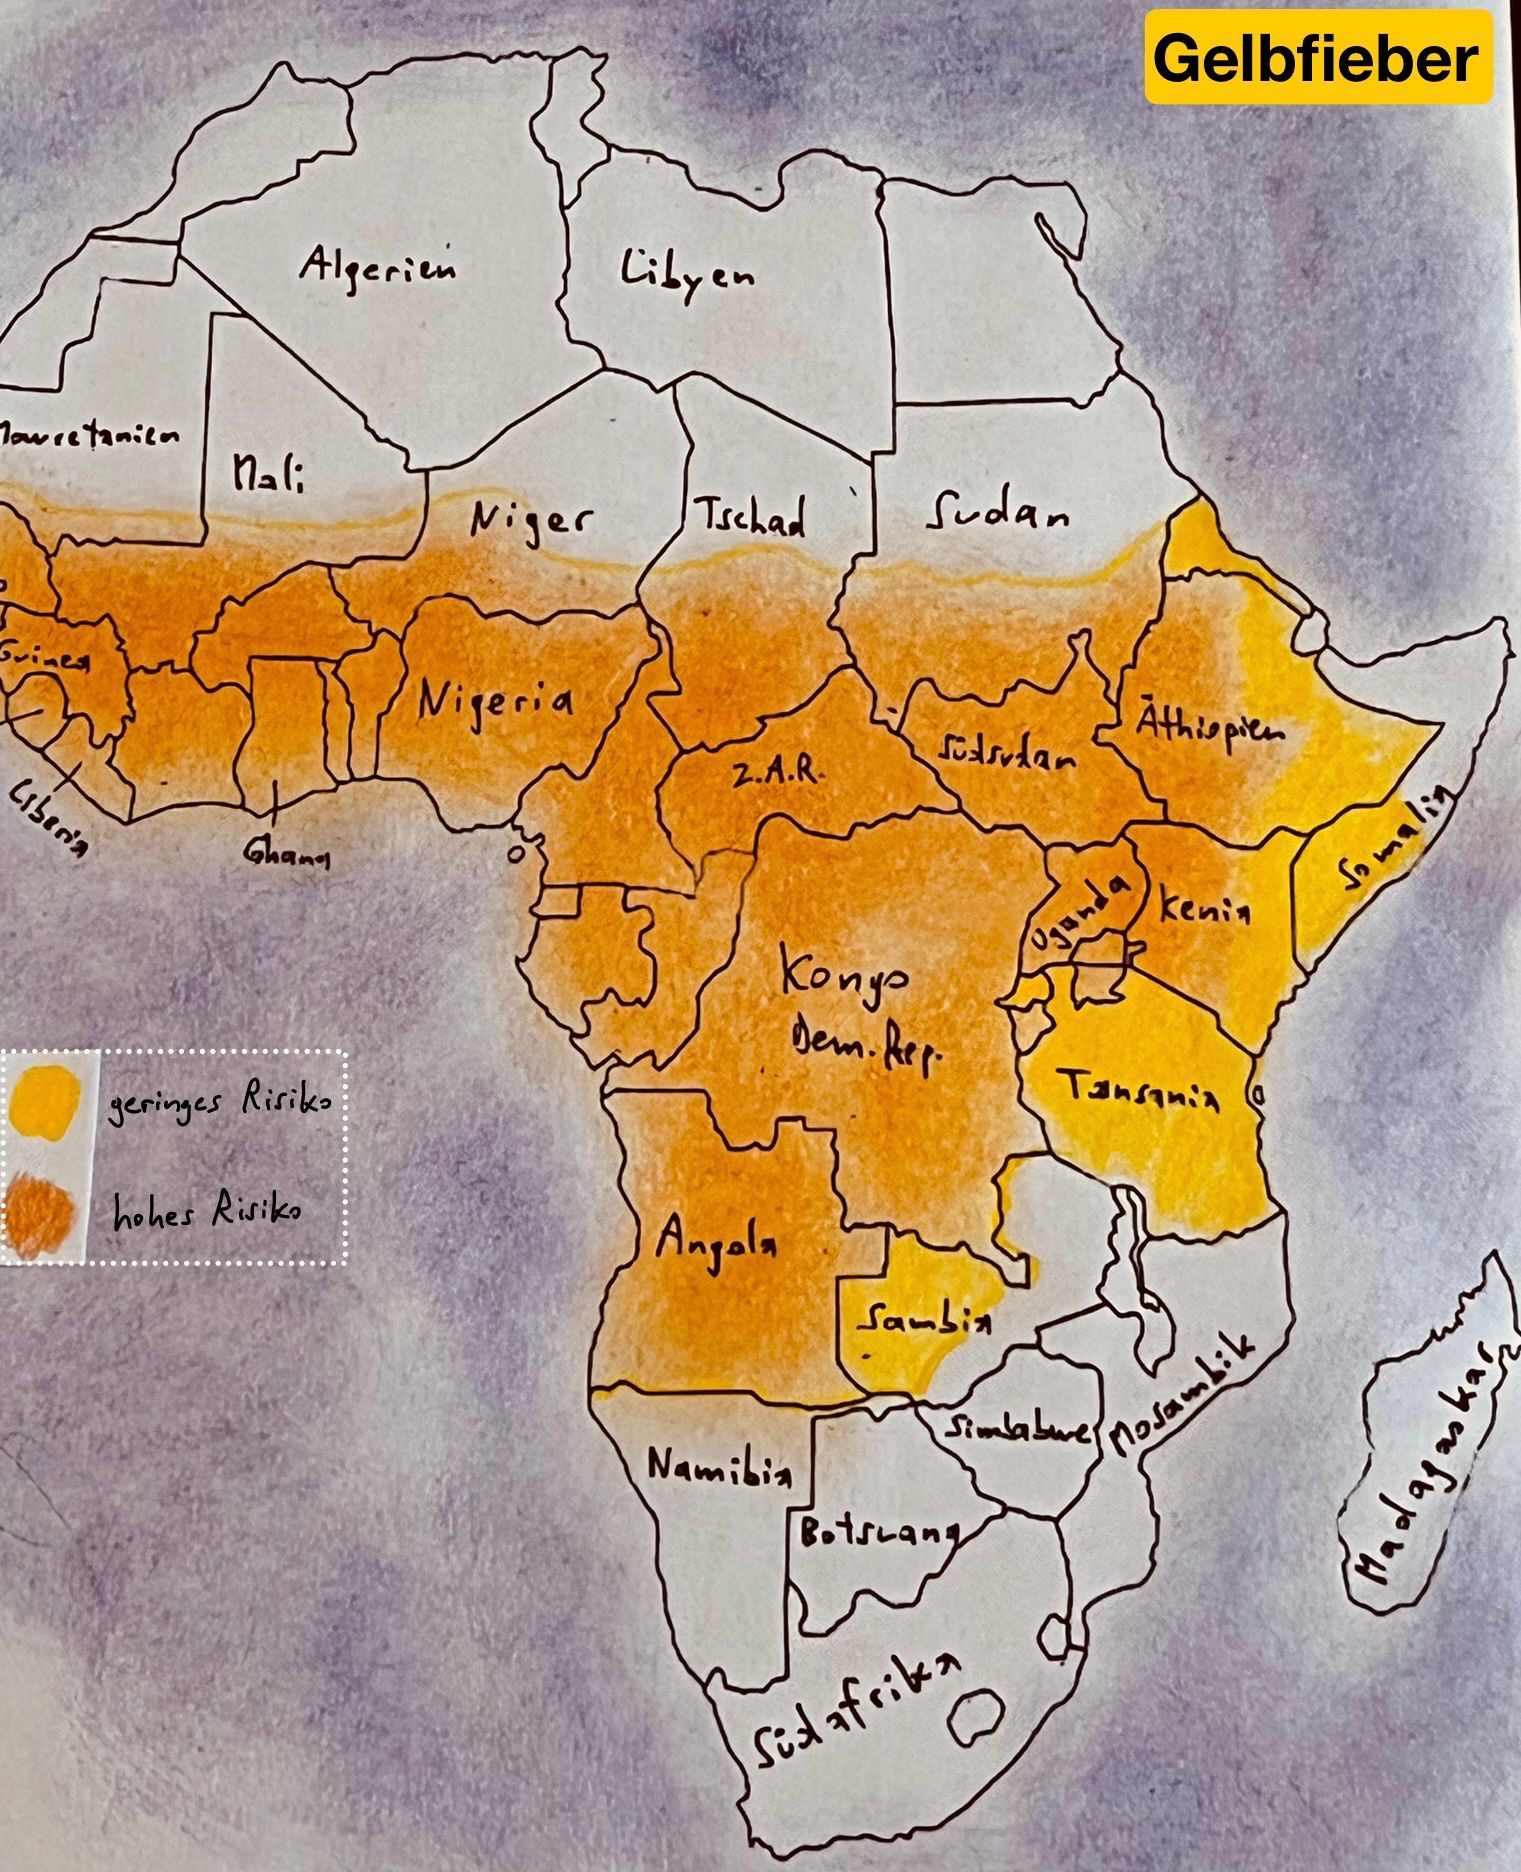 Gelbfieber
Algerien
Libyen
Mauretanien
Mali
Niger
Tschad
Sudan
Guinea
Nigeria
Äthiopien
Z.A.R.
Südsudan
Liberia
Ghana
Somalia
Uganda
Kenia
Kongo
Dem. Rep.
Tansania
geringes Risiko
hohes Risiko
Angola
Sambia
Simbabwe
Mosambik
Madagaskar
Namibia
Botswana
Südafrika